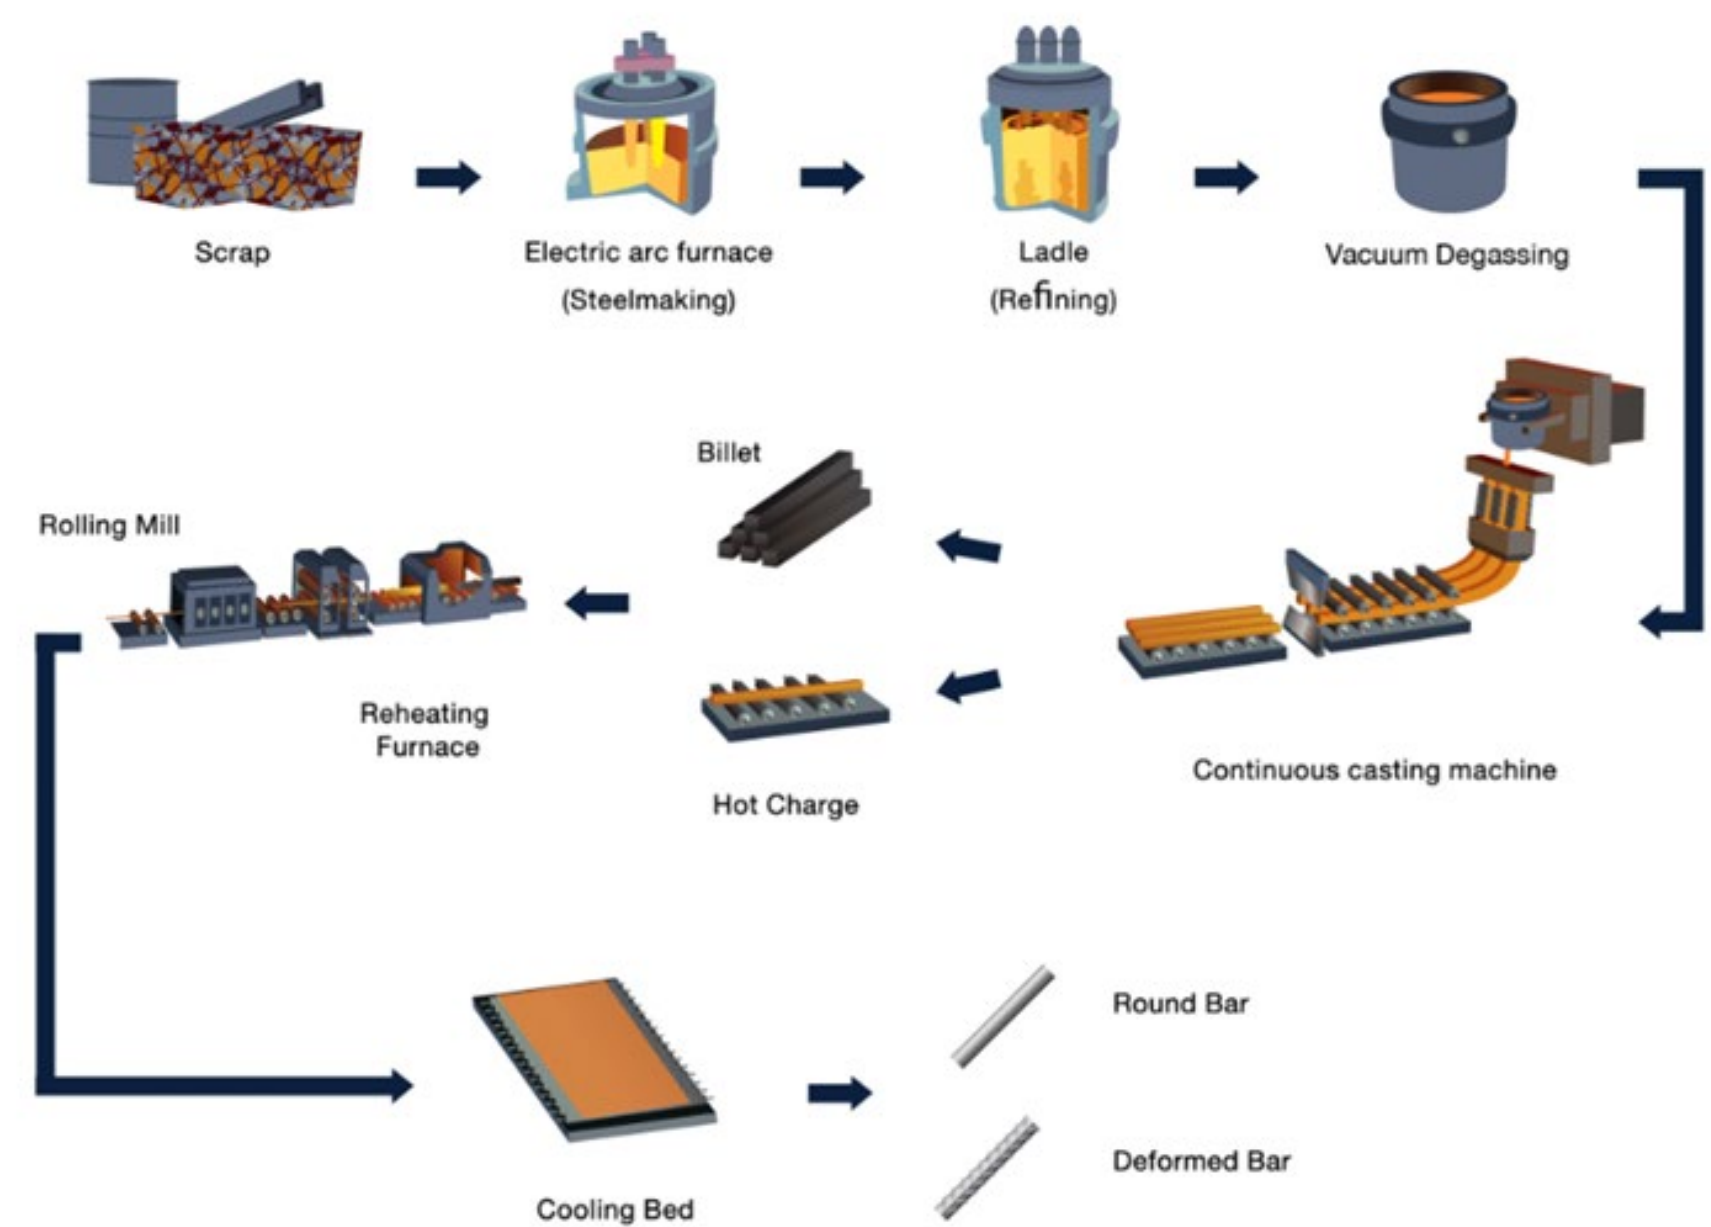 Scrap
Electric arc furnace
(Steelmaking)
Ladle
(Refining)
Vacuum Degassing
Billet
Rolling Mill
Reheating
Furnace
Hot Charge
Continuous casting machine
Cooling Bed
Round Bar
Deformed Bar